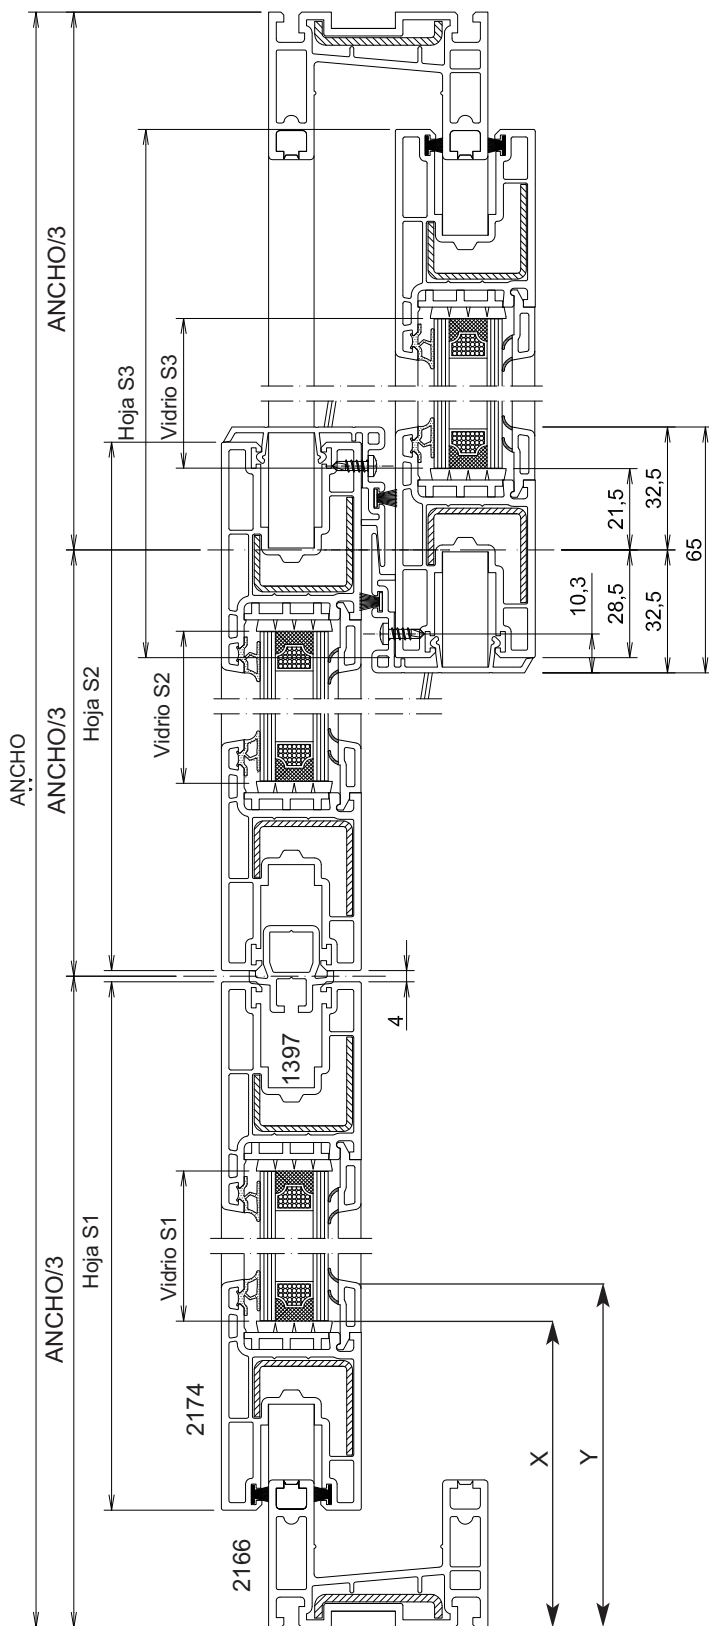 ANCHO
ANCHO/3
ANCHO/3
ANCHO/3
Hoja S3
Vidrio S3
Hoja S2
Vidrio S2
Hoja S1
Vidrio S1
21,5
32,5
65
10,3
28,5
32,5
4
1397
2174
2166
X
Y